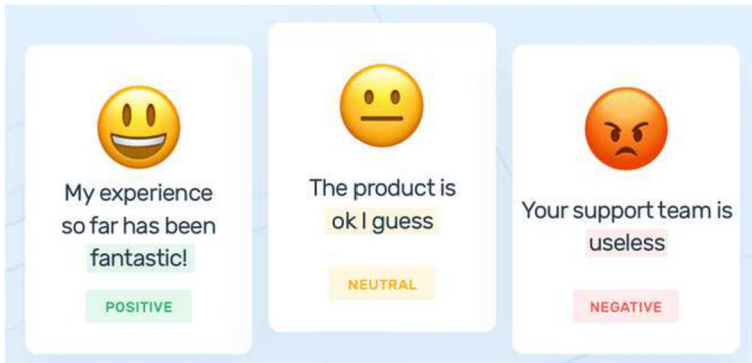 My experience
so far has been
fantastic!
POSITIVE
The product is
ok I guess
NEUTRAL
Your support team is
useless
NEGATIVE